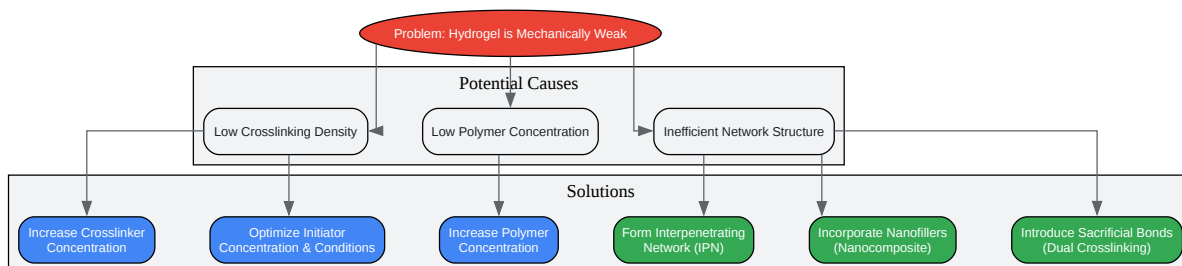 Problem: Hydrogel is Mechanically Weak
Potential Causes
Low Crosslinking Density
Low Polymer Concentration
Inefficient Network Structure
Solutions
Increase Crosslinker
Concentration
Optimize Initiator
Concentration & Conditions
Increase Polymer
Concentration
Form Interpenetrating
Network (IPN)
Incorporate Nanofillers
(Nanocomposite)
Introduce Sacrificial Bonds
(Dual Crosslinking)